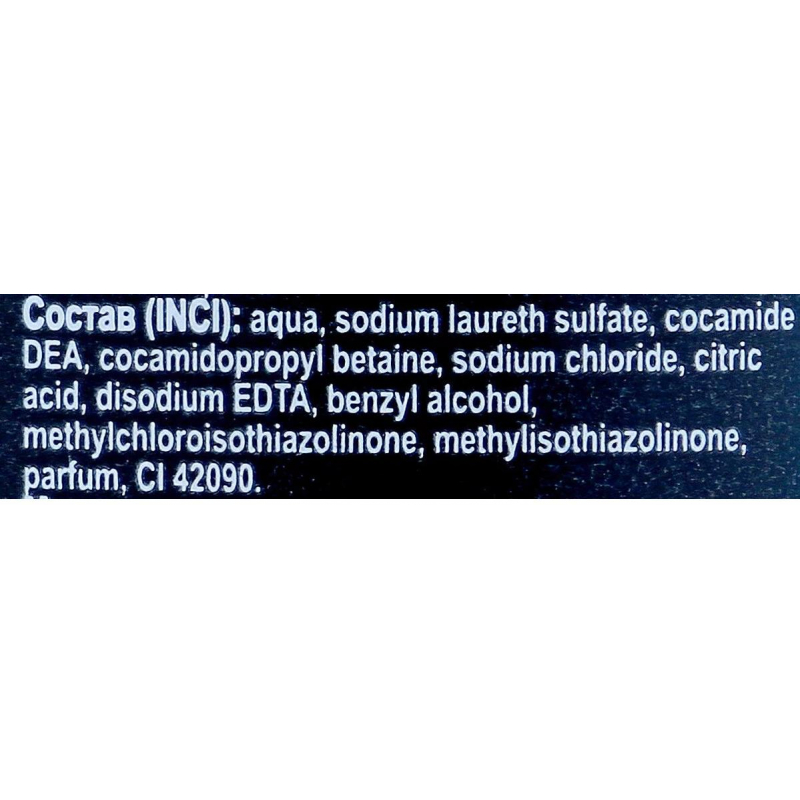 Состав (INCI): aqua, sodium laureth sulfate, cocamide
DEA, cocamidopropyl betaine, sodium chloride, citric
acid, disodium EDTA, benzyl alcohol,
methylchloroisothiazolinone, methylisothiazolinone,
parfum, CI 42090.